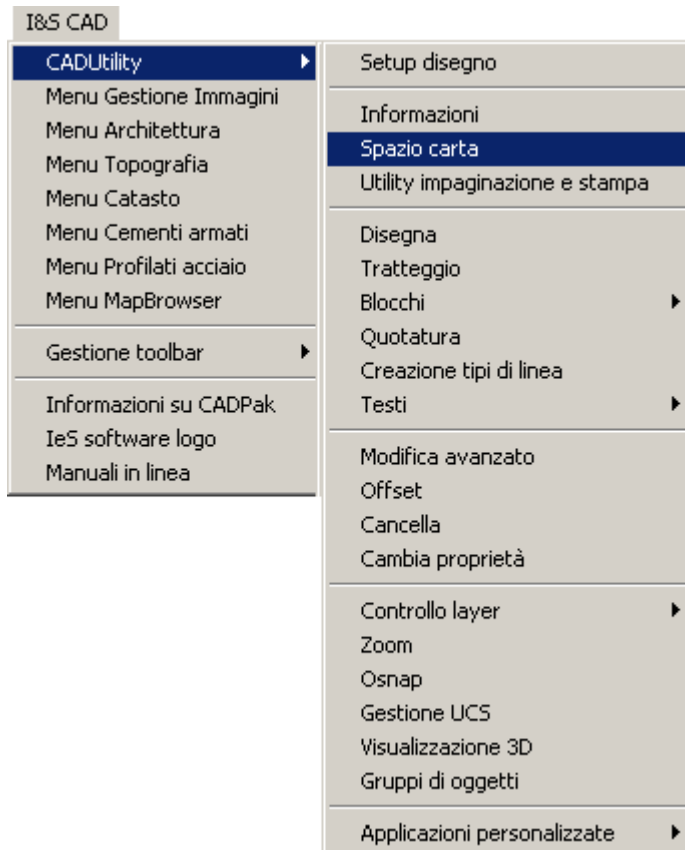 I&S CAD
CADUtility
Menu Gestione Immagini
Menu Architettura
Menu Topografia
Menu Catasto
Menu Cementi armati
Menu Profilati acciaio
Menu MapBrowser
Gestione toolbar
Informazioni su CADPak
IeS software logo
Manuali in linea
Setup disegno
Informazioni
Spazio carta
Utility impaginazione e stampa
Disegna
Tratteggio
Blocchi
Quotatura
Creazione tipi di linea
Testi
Modifica avanzato
Offset
Cancella
Cambia proprietà
Controllo layer
Zoom
Osnap
Gestione UCS
Visualizzazione 3D
Gruppi di oggetti
Applicazioni personalizzate